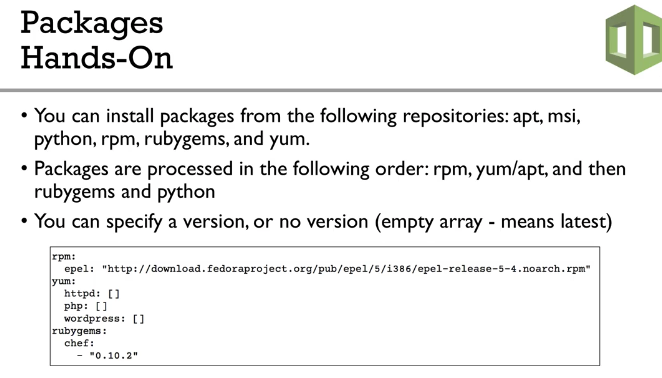 Packages
Hands-On
• You can install packages from the following repositories: apt, msi,
python, rpm, rubygems, and yum.
• Packages are processed in the following order: rpm, yum/apt, and then
rubygems and python
• You can specify a version, or no version (empty array - means latest)
rpm:
  epel: "http://download.fedoraproject.org/pub/epel/5/i386/epel-release-5-4.noarch.rpm"
yum:
  httpd: []
  php: []
  wordpress: []
rubygems:
  chef:
    - "0.10.2"